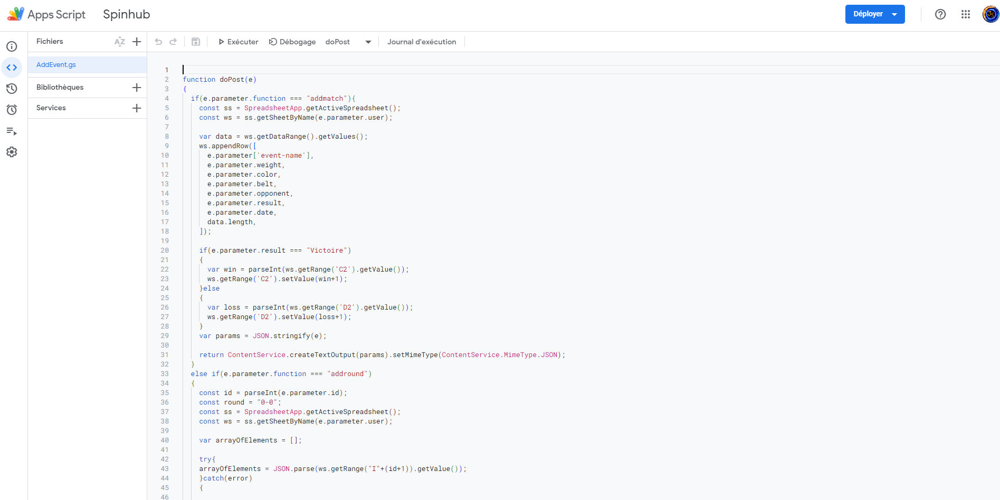 Apps Script Spinhub Déployer
Fichiers AZ
Exécuter Débogage doPost Journal d'exécution
AddEvent.gs
Bibliothèques
Services
1
2 function doPost(e)
3 {
4 if(e.parameter.function === "addmatch"){
5 const ss = SpreadsheetApp.getActiveSpreadsheet();
6 const ws = ss.getSheetByName(e.parameter.user);
7
8 var data = ws.getDataRange().getValues();
9 ws.appendRow([
10 e.parameter['event-name'],
11 e.parameter.weight,
12 e.parameter.color,
13 e.parameter.belt,
14 e.parameter.opponent,
15 e.parameter.result,
16 e.parameter.date,
17 data.length,
18 ]);
19
20 if(e.parameter.result === "Victoire")
21 {
22 var win = parseInt(ws.getRange('C2').getValue());
23 ws.getRange('C2').setValue(win+1);
24 }else
25 {
26 var loss = parseInt(ws.getRange('D2').getValue());
27 ws.getRange('D2').setValue(loss+1);
28 }
29 var params = JSON.stringify(e);
30
31 return ContentService.createTextOutput(params).setMimeType(ContentService.MimeType.JSON);
32 }
33 else if(e.parameter.function === "addround")
34 {
35 const id = parseInt(e.parameter.id);
36 const round = "0-0";
37 const ss = SpreadsheetApp.getActiveSpreadsheet();
38 const ws = ss.getSheetByName(e.parameter.user);
39
40 var arrayOfElements = [];
41
42 try{
43 arrayOfElements = JSON.parse(ws.getRange("I"+(id+1)).getValue());
44 }catch(error)
45 {
46